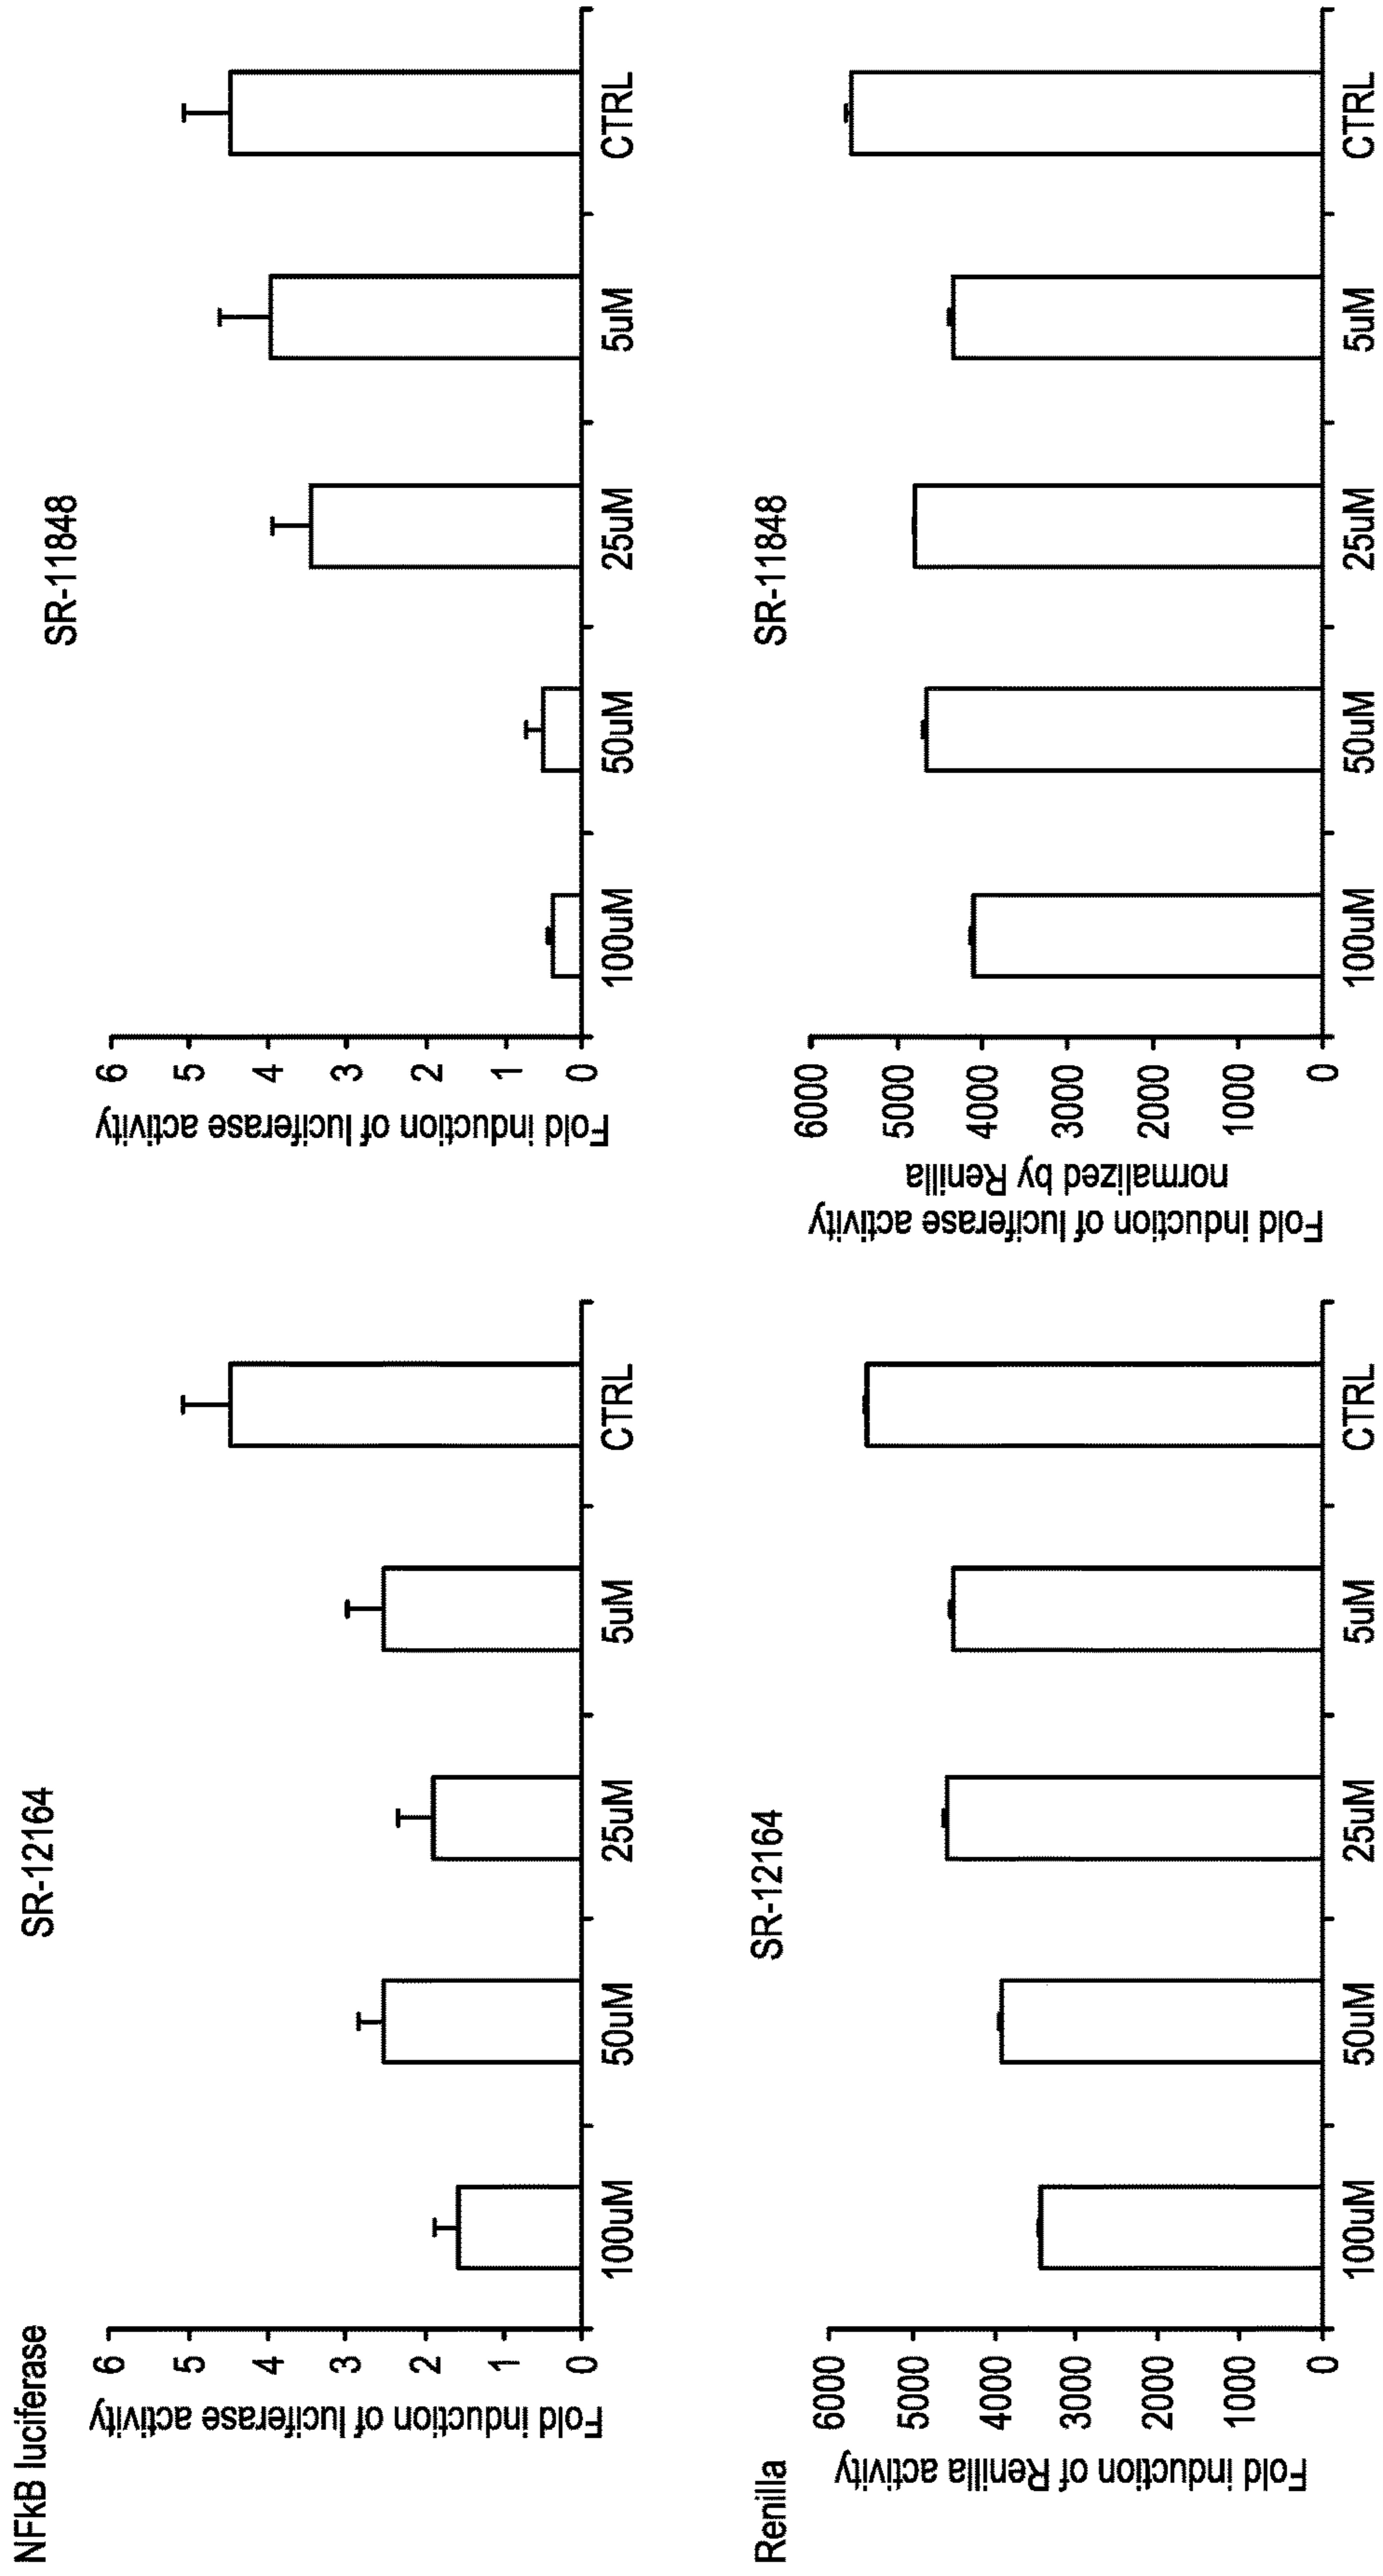 NFkB luciferase
SR-12164
Fold induction of luciferase activity
6
5
4
3
2
1
0
100uM 50uM 25uM 5uM CTRL
SR-11848
Fold induction of luciferase activity
6
5
4
3
2
1
0
100uM 50uM 25uM 5uM CTRL
Renilla
SR-12164
Fold induction of Renilla activity
6000
5000
4000
3000
2000
1000
0
100uM 50uM 25uM 5uM CTRL
SR-11848
Fold induction of luciferase activity
normalized by Renilla
6000
5000
4000
3000
2000
1000
0
100uM 50uM 25uM 5uM CTRL